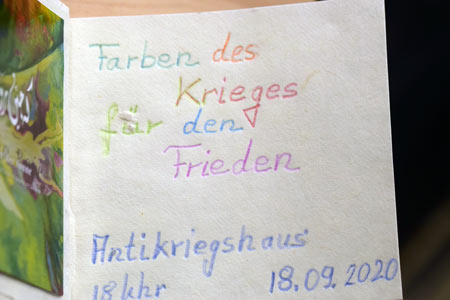 Farben des
Krieges
für den
Frieden
Antikriegshaus
18 Uhr 18.09.2020